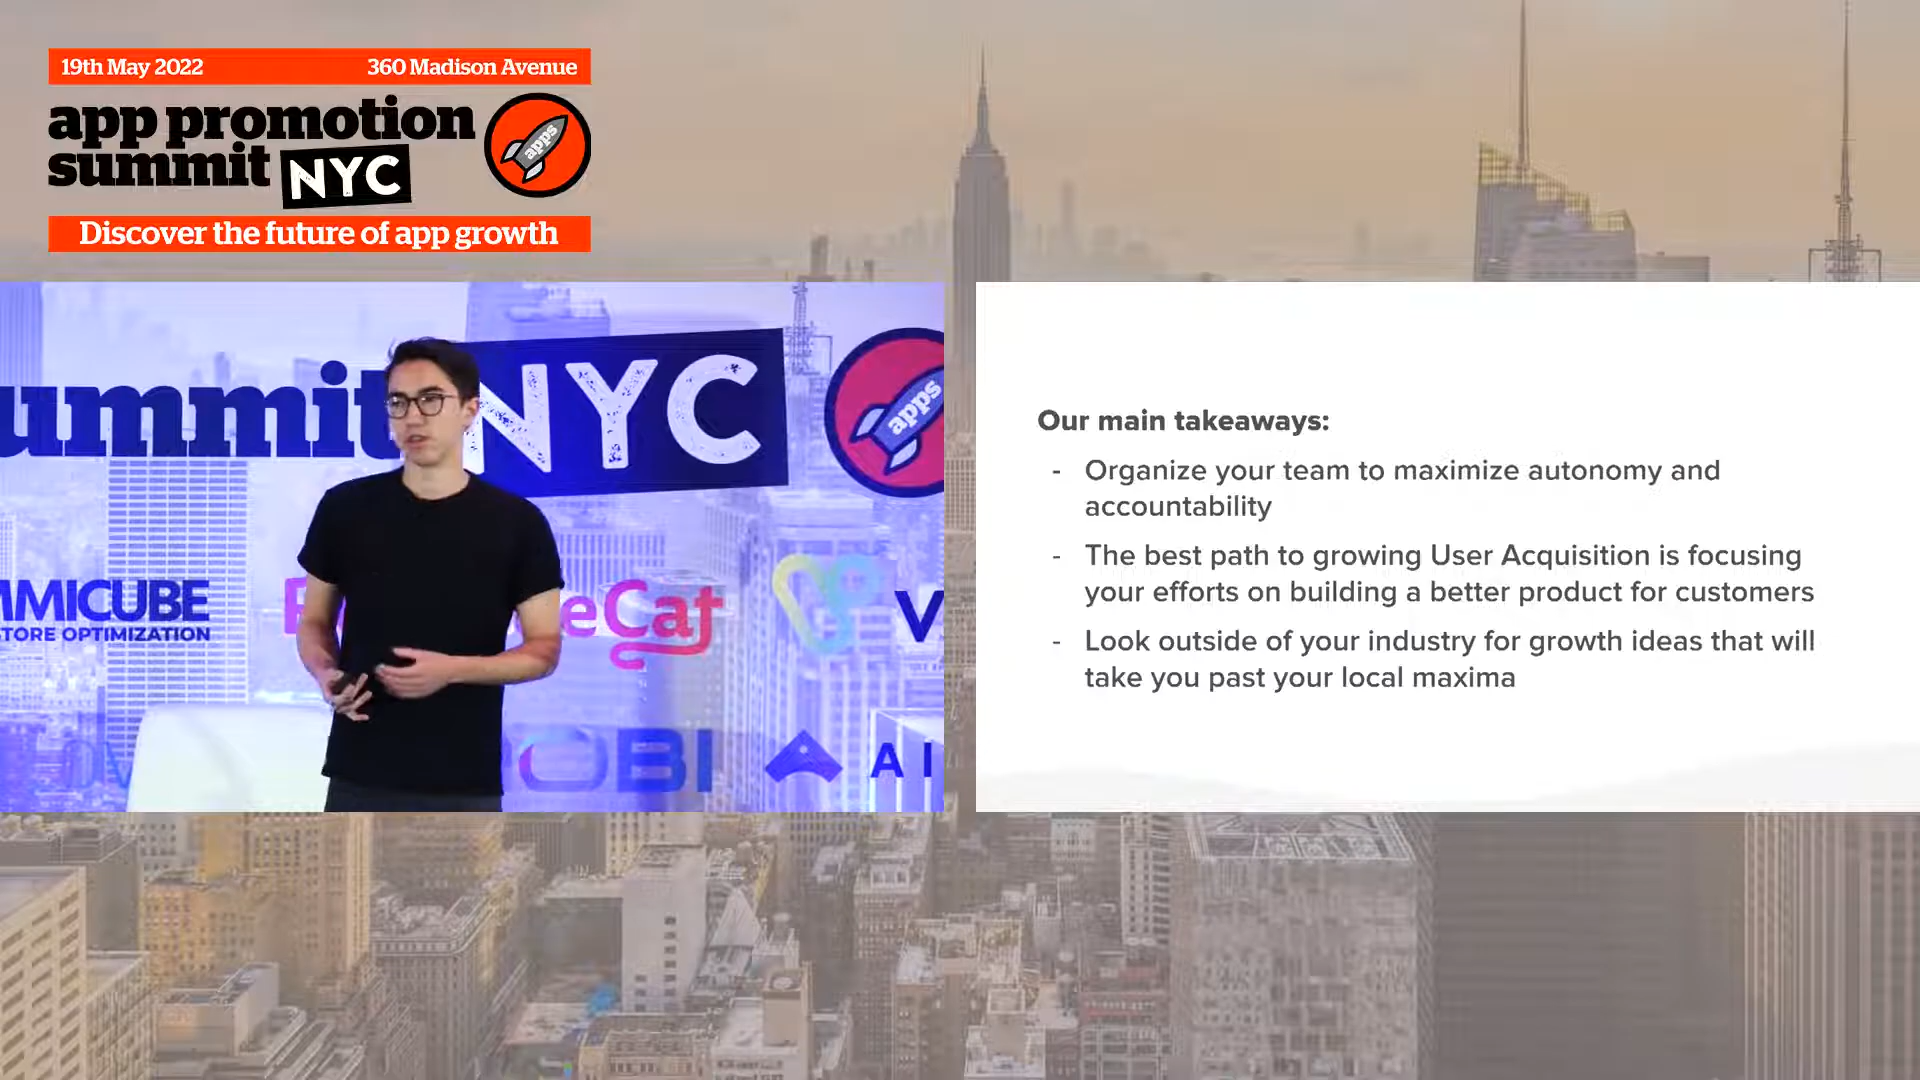 19th May 2022 360 Madison Avenue
app promotion
summit NYC
apps
Discover the future of app growth
ummit NYC
apps
MMICUBE
TORE OPTIMIZATION
eCat
V
OBI
A I
Our main takeaways:
- Organize your team to maximize autonomy and
accountability
- The best path to growing User Acquisition is focusing
your efforts on building a better product for customers
- Look outside of your industry for growth ideas that will
take you past your local maxima